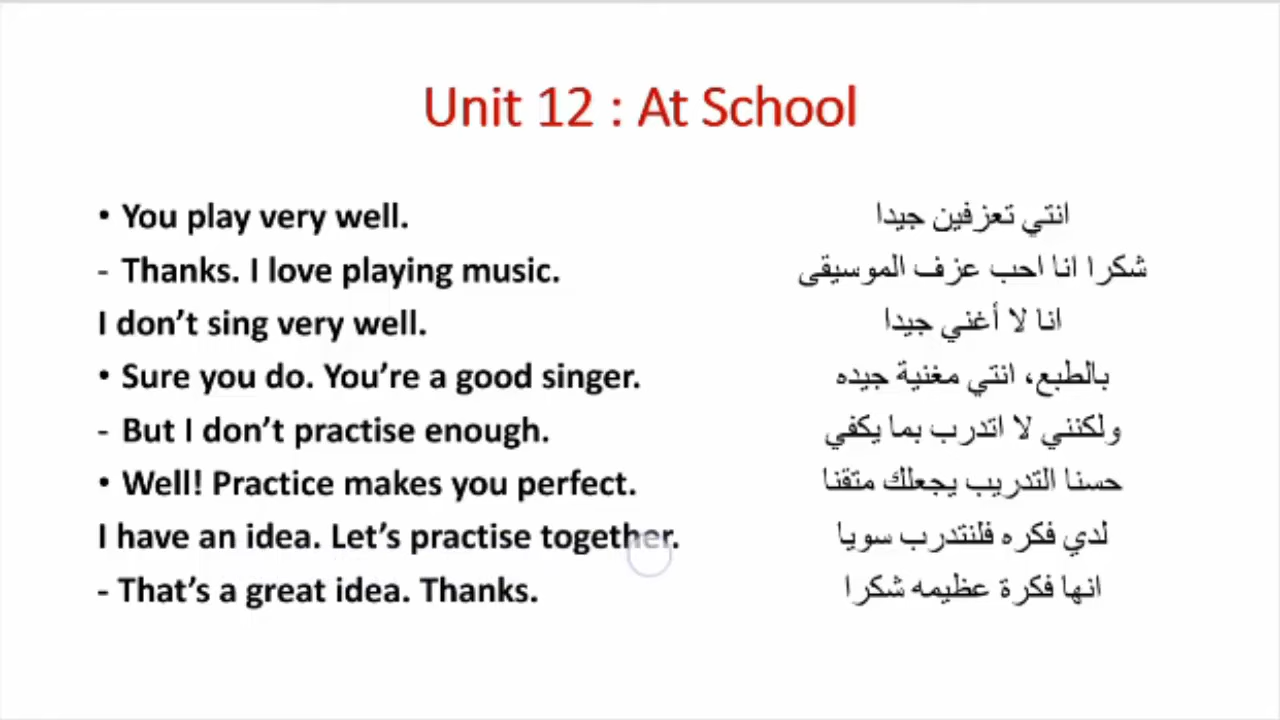 Unit 12 : At School
• You play very well.
انتي تعزفين جيدا
- Thanks. I love playing music.
شكرا انا احب عزف الموسيقى
I don’t sing very well.
انا لا أغني جيدا
• Sure you do. You’re a good singer.
بالطبع، انتي مغنية جيده
- But I don’t practise enough.
ولكنني لا اتدرب بما يكفي
• Well! Practice makes you perfect.
حسنا التدريب يجعلك متقنا
I have an idea. Let’s practise together.
لدي فكره فلنتدرب سويا
- That’s a great idea. Thanks.
انها فكرة عظيمه شكرا